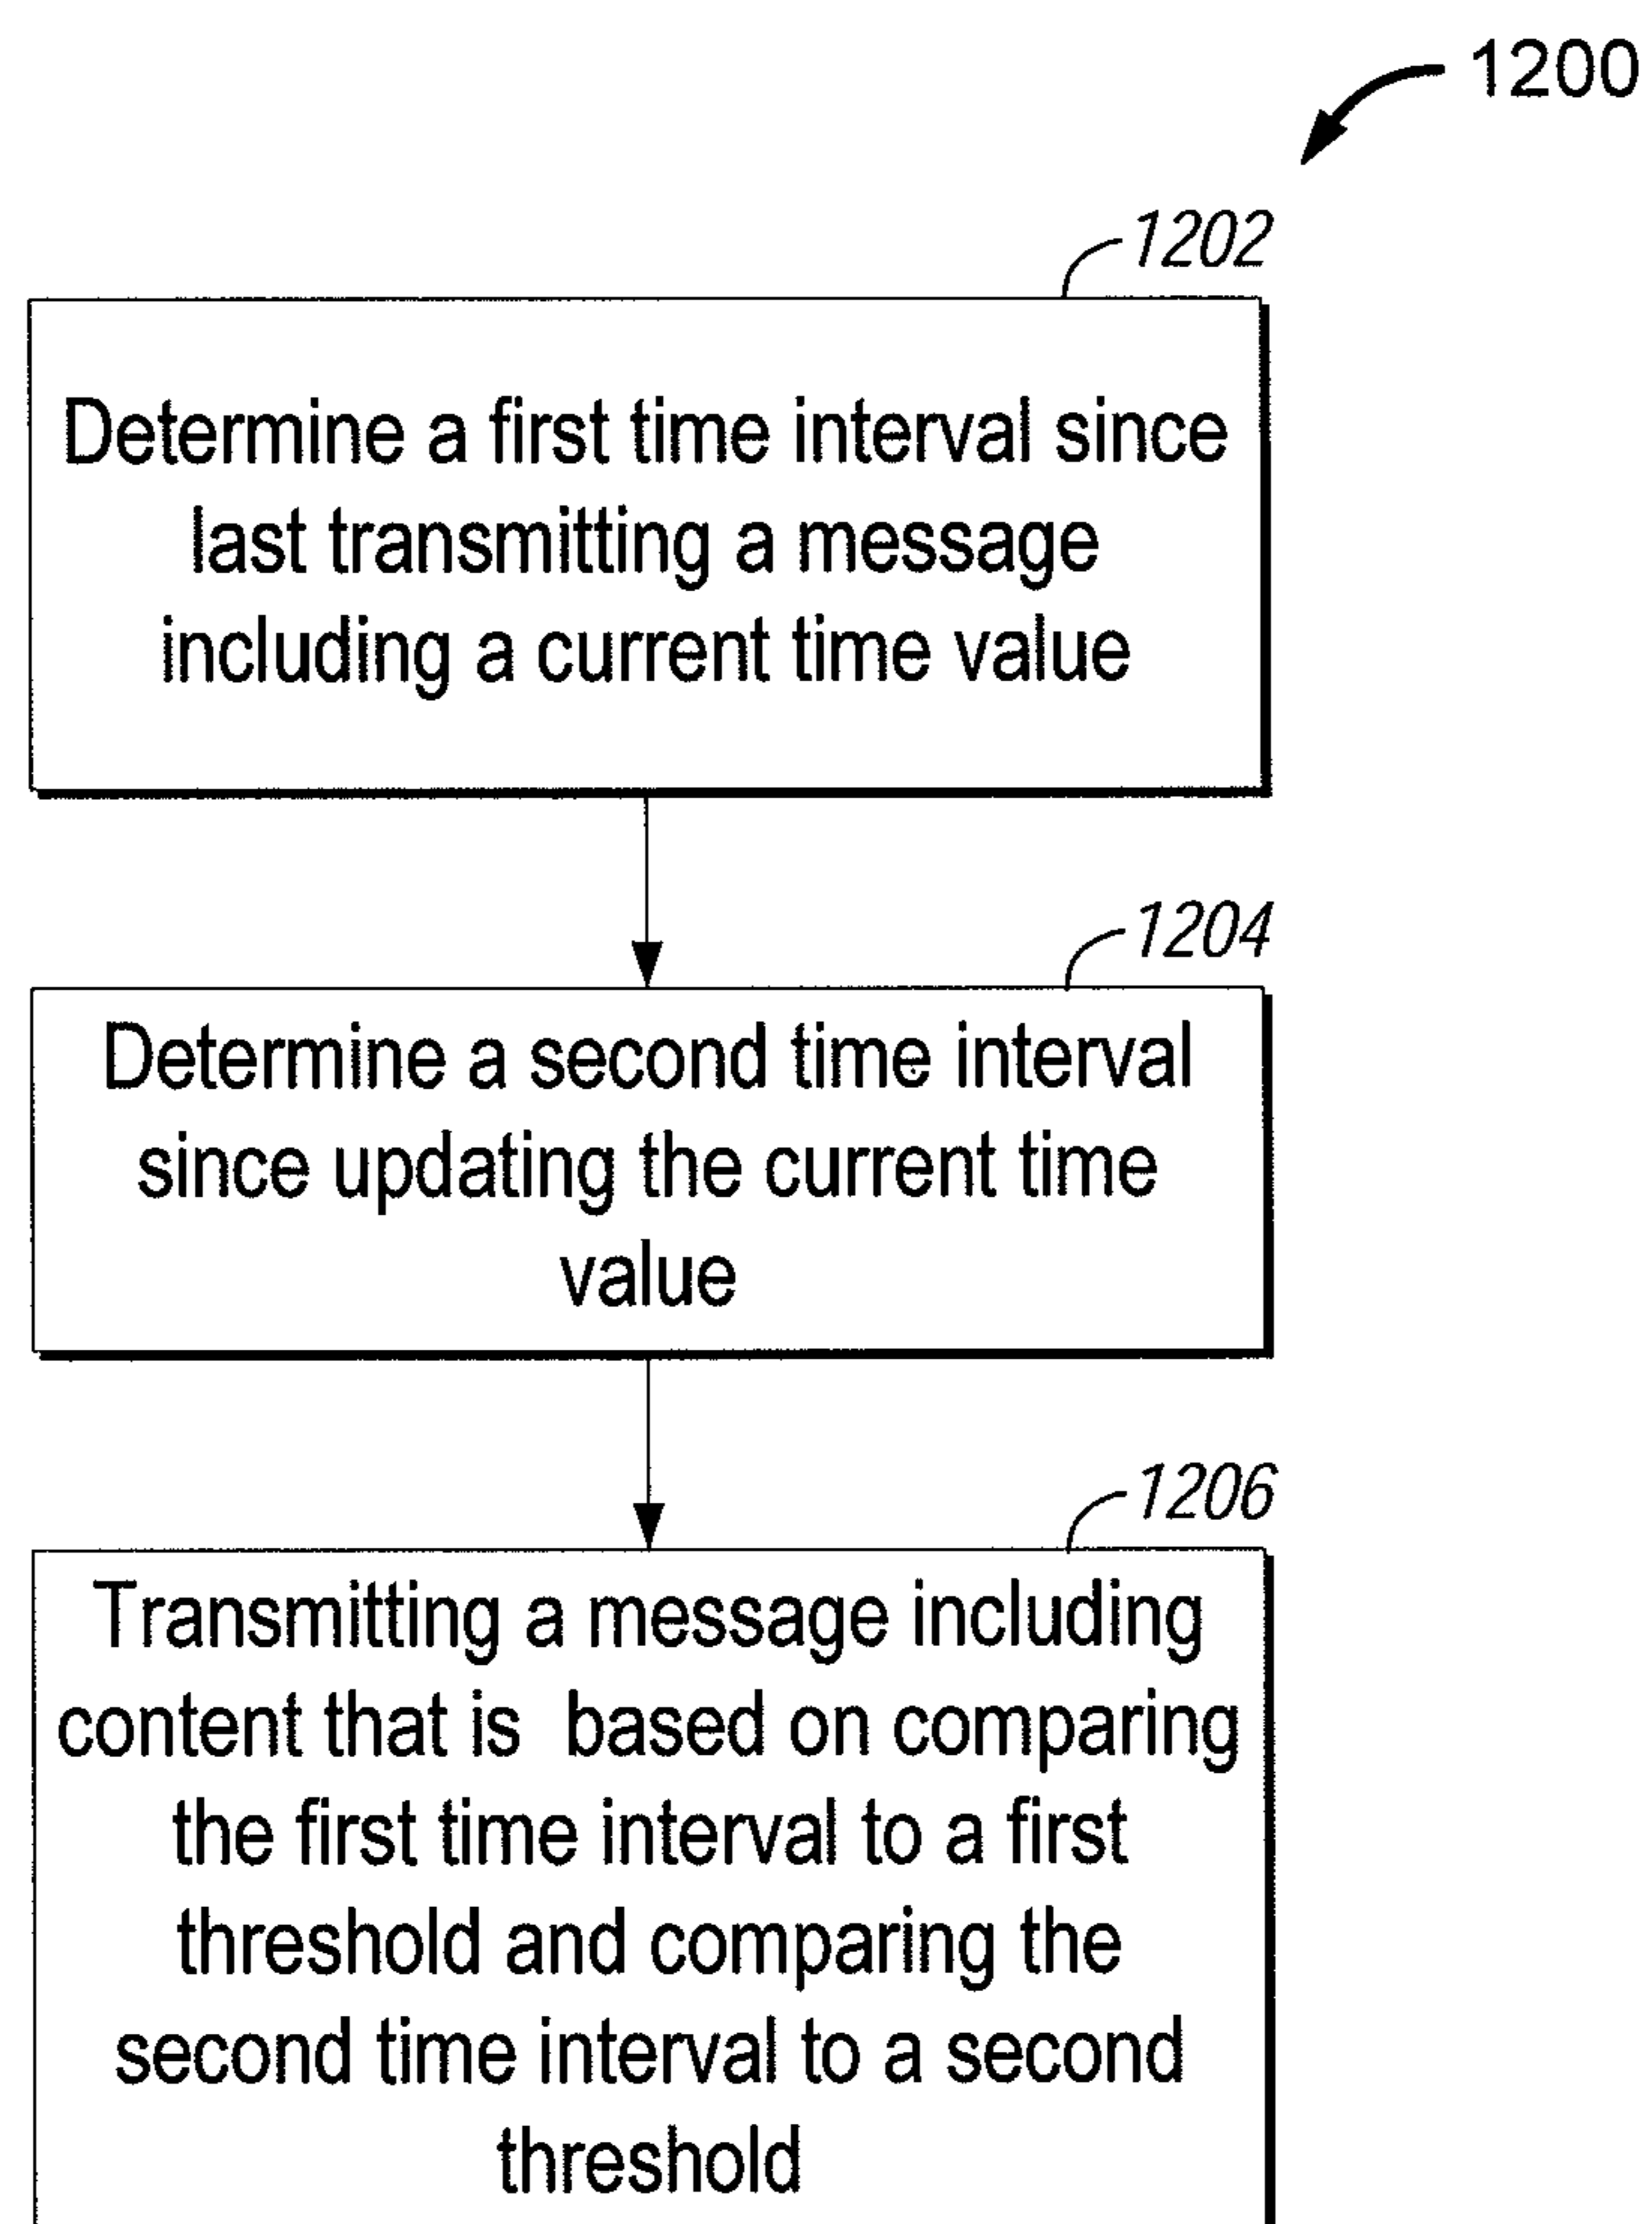 1200
1202
Determine a first time interval since
last transmitting a message
including a current time value
1204
Determine a second time interval
since updating the current time
value
1206
Transmitting a message including
content that is based on comparing
the first time interval to a first
threshold and comparing the
second time interval to a second
threshold